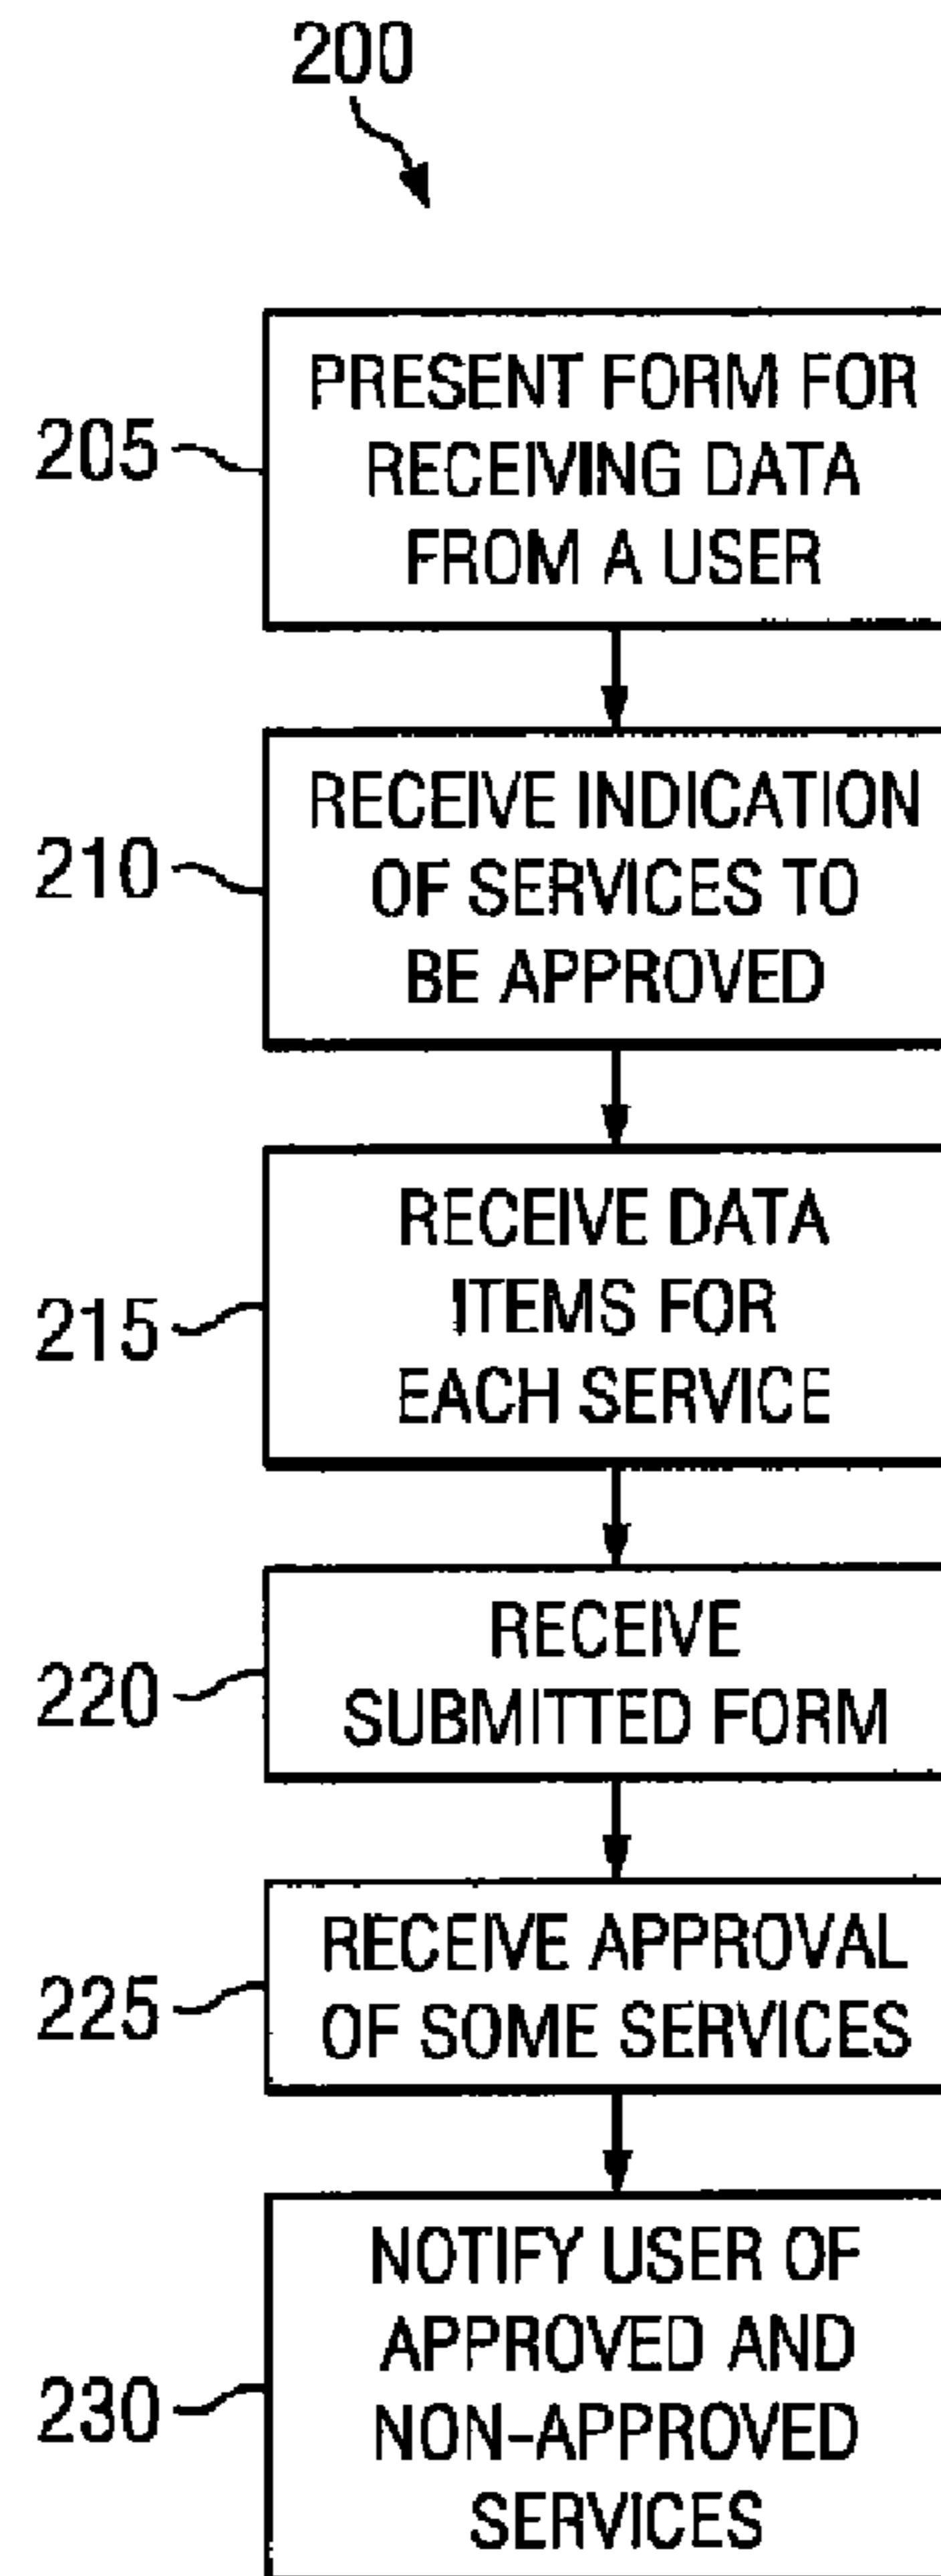 200
205
PRESENT FORM FOR
RECEIVING DATA
FROM A USER
210
RECEIVE INDICATION
OF SERVICES TO
BE APPROVED
215
RECEIVE DATA
ITEMS FOR
EACH SERVICE
220
RECEIVE
SUBMITTED FORM
225
RECEIVE APPROVAL
OF SOME SERVICES
230
NOTIFY USER OF
APPROVED AND
NON-APPROVED
SERVICES